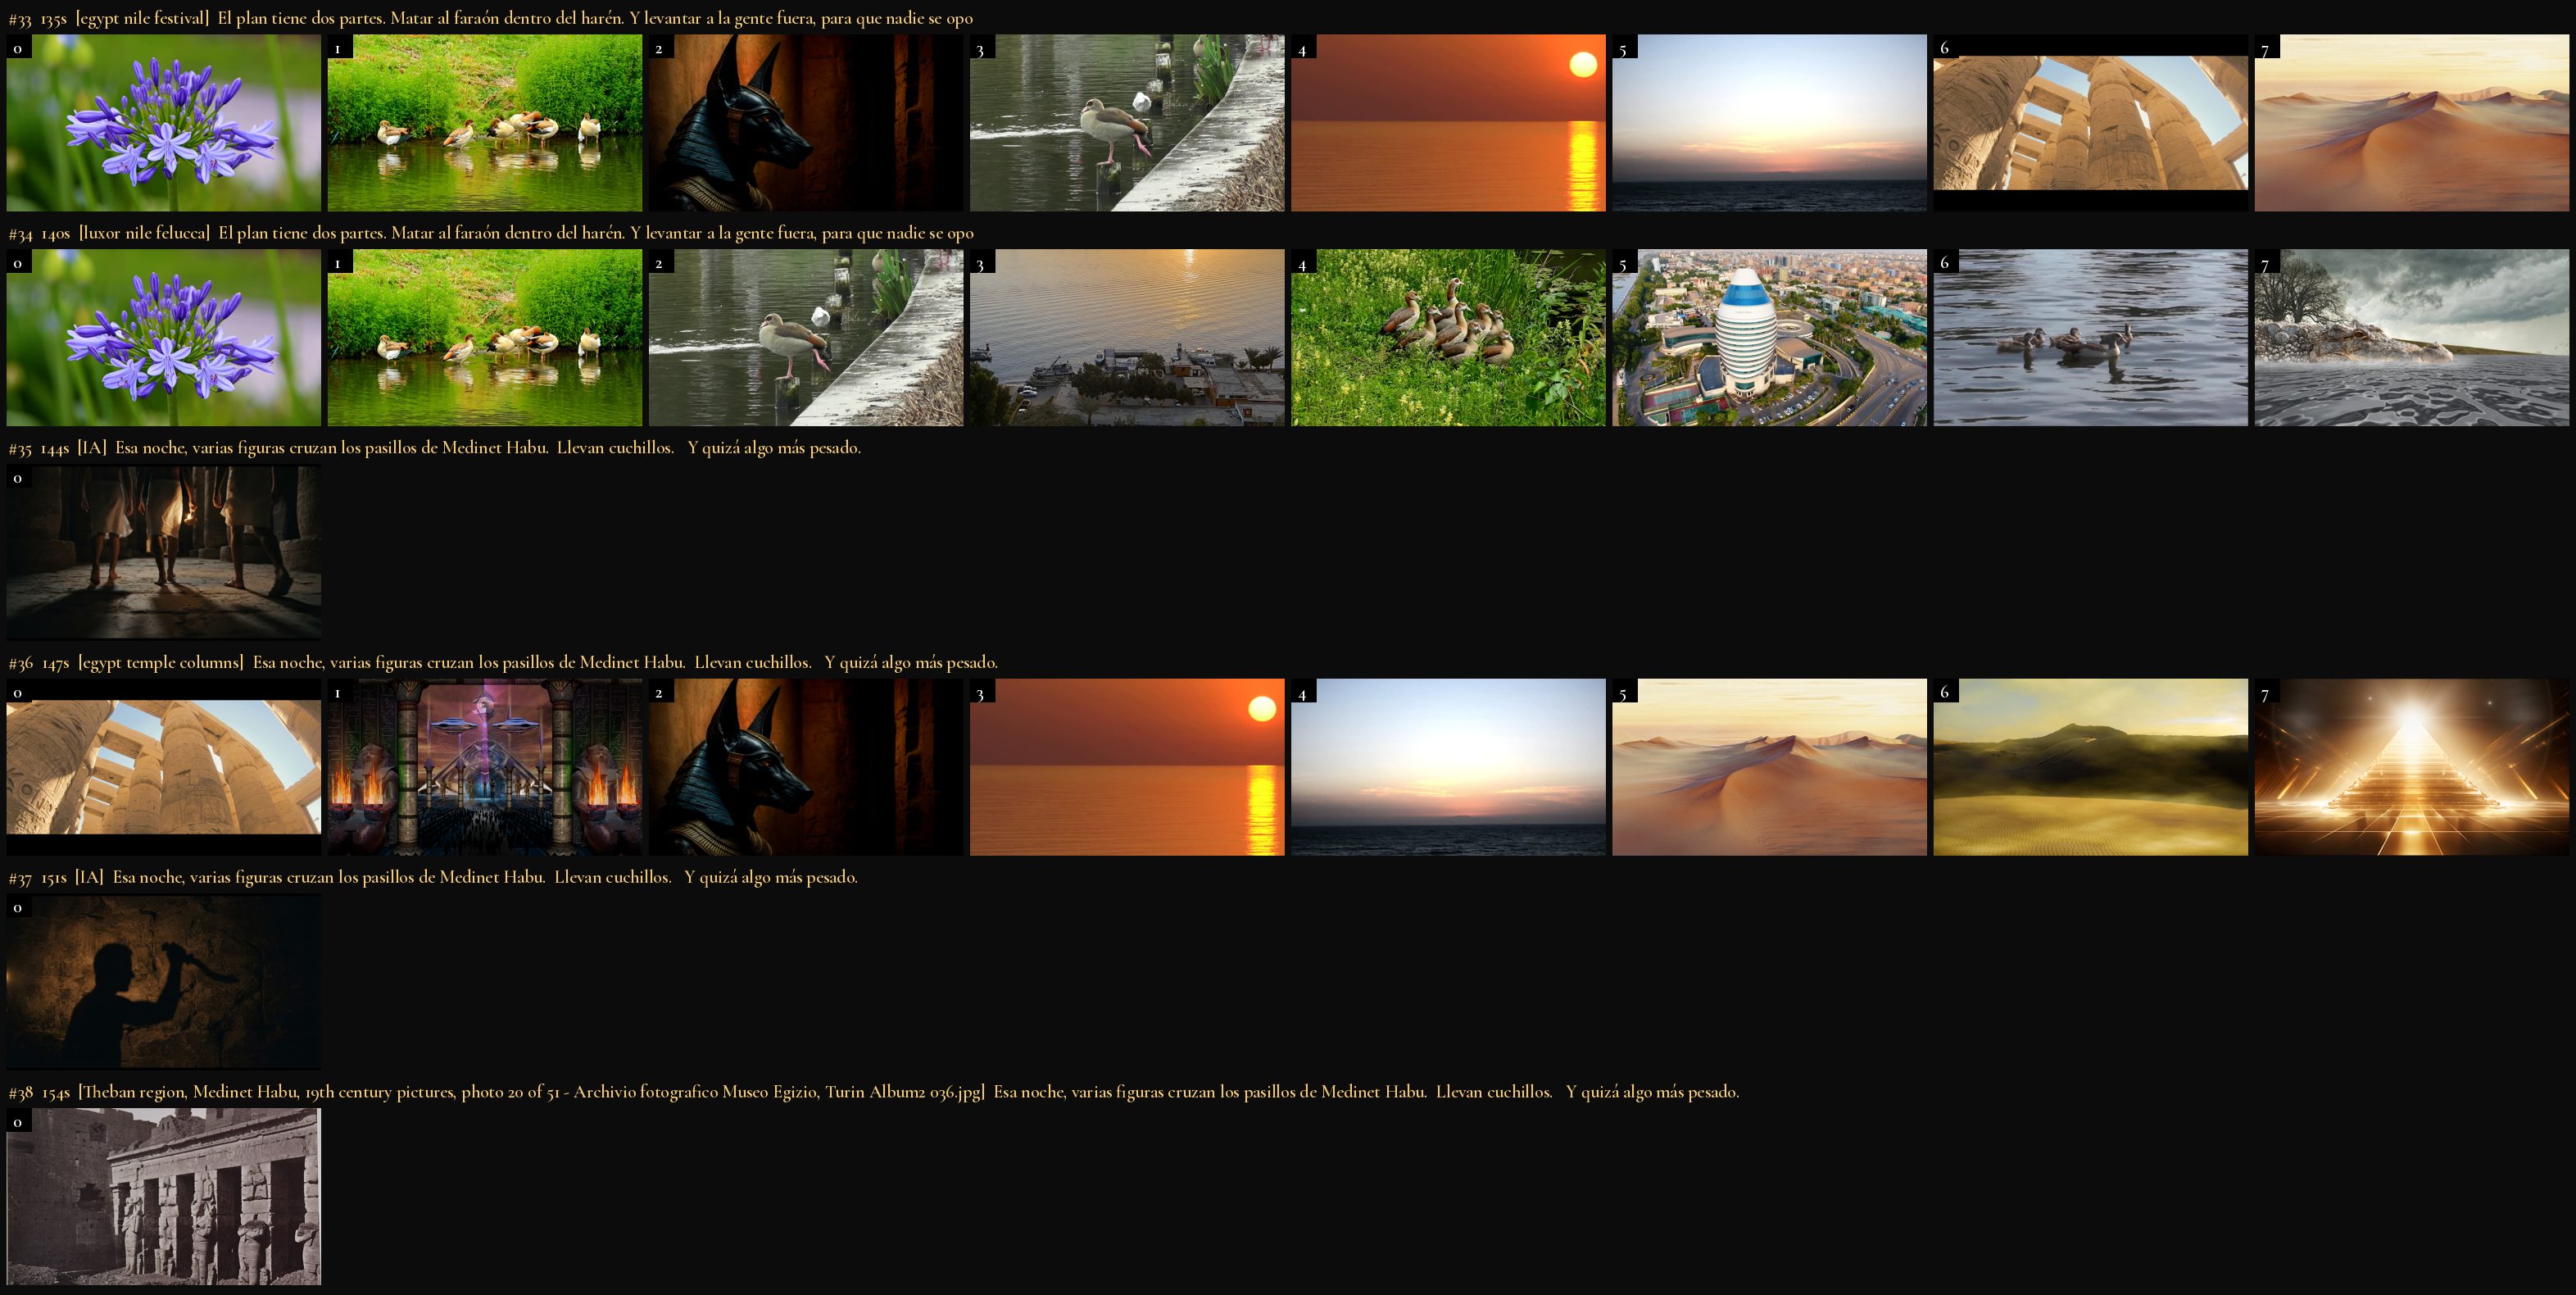 #33 135s [egypt nile festival] El plan tiene dos partes. Matar al faraón dentro del harén. Y levantar a la gente fuera, para que nadie se opo
0 1 2 3 4 5 6 7
#34 140s [luxor nile felucca] El plan tiene dos partes. Matar al faraón dentro del harén. Y levantar a la gente fuera, para que nadie se opo
0 1 2 3 4 5 6 7
#35 144s [IA] Esa noche, varias figuras cruzan los pasillos de Medinet Habu. Llevan cuchillos. Y quizá algo más pesado.
0
#36 147s [egypt temple columns] Esa noche, varias figuras cruzan los pasillos de Medinet Habu. Llevan cuchillos. Y quizá algo más pesado.
0 1 2 3 4 5 6 7
#37 151s [IA] Esa noche, varias figuras cruzan los pasillos de Medinet Habu. Llevan cuchillos. Y quizá algo más pesado.
0
#38 154s [Theban region, Medinet Habu, 19th century pictures, photo 20 of 51 - Archivio fotografico Museo Egizio, Turin Album2 036.jpg] Esa noche, varias figuras cruzan los pasillos de Medinet Habu. Llevan cuchillos. Y quizá algo más pesado.
0